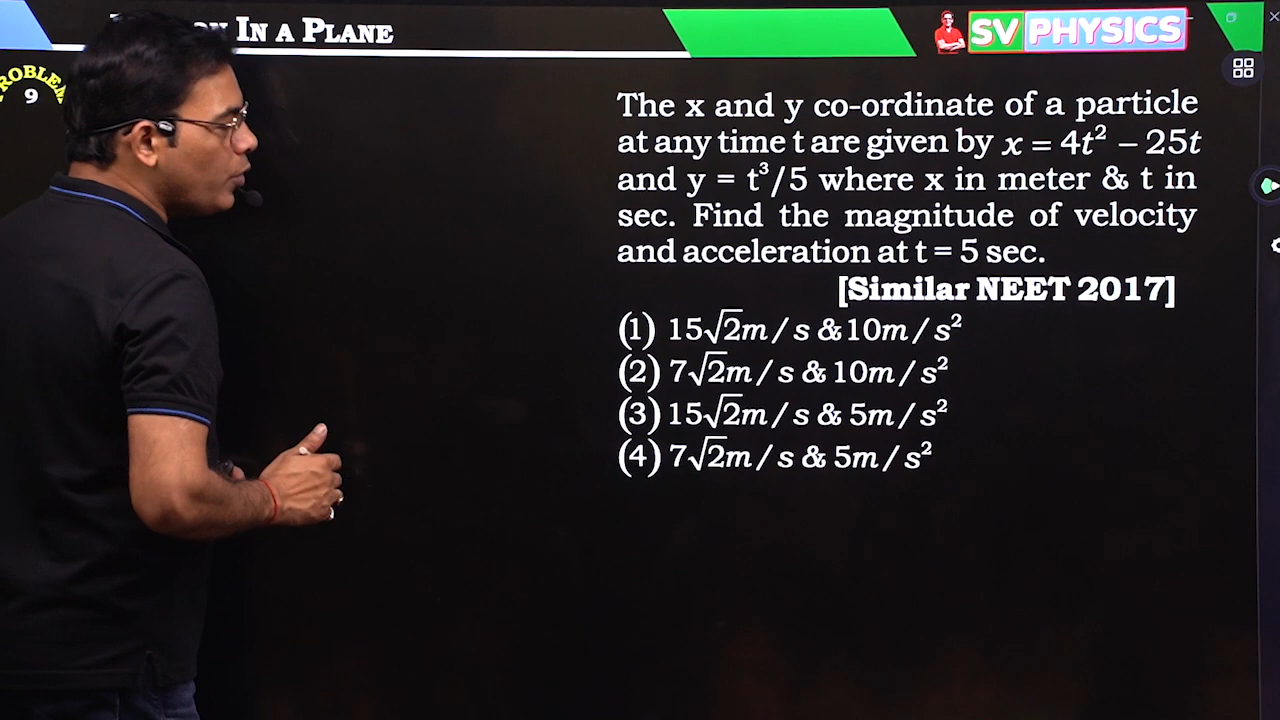 IN A PLANE
SV PHYSICS
PROBLEM
9
The x and y co-ordinate of a particle
at any time t are given by x = 4t² – 25t
and y = t³/5 where x in meter & t in
sec. Find the magnitude of velocity
and acceleration at t = 5 sec.
[Similar NEET 2017]
(1) 15√2m/s & 10m/s²
(2) 7√2m/s & 10m/s²
(3) 15√2m/s & 5m/s²
(4) 7√2m/s & 5m/s²